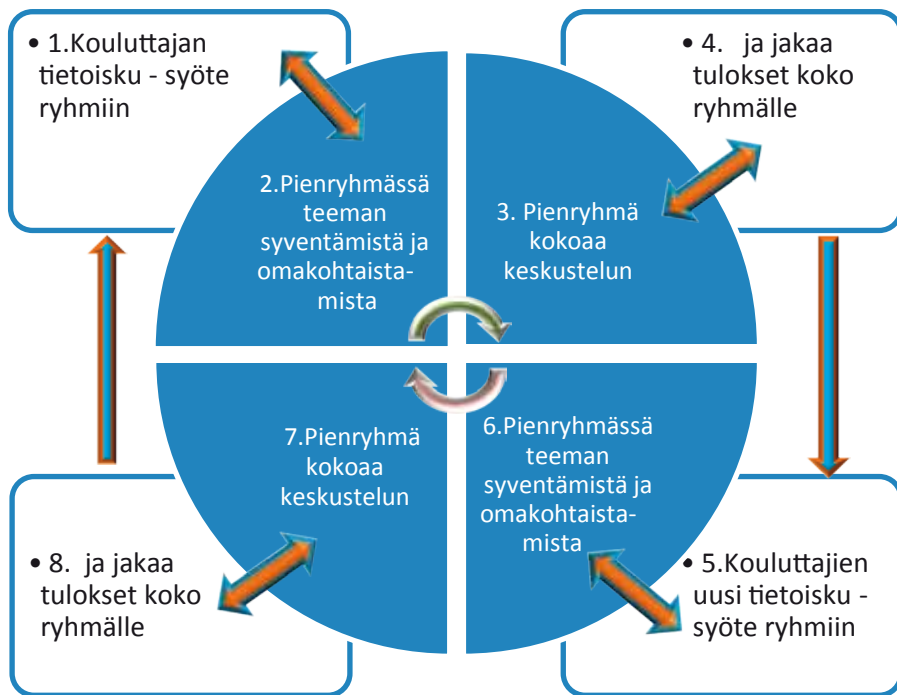 • 1.Kouluttajan
tietoisku - syöte
ryhmiin
2.Pienryhmässä
teeman
syventämistä ja
omakohtaista-
mista
3. Pienryhmä
kokoaa
keskustelun
• 4. ja jakaa
tulokset koko
ryhmälle
• 5.Kouluttajien
uusi tietoisku -
syöte ryhmiin
6.Pienryhmässä
teeman
syventämistä ja
omakohtaista-
mista
7.Pienryhmä
kokoaa
keskustelun
• 8. ja jakaa
tulokset koko
ryhmälle